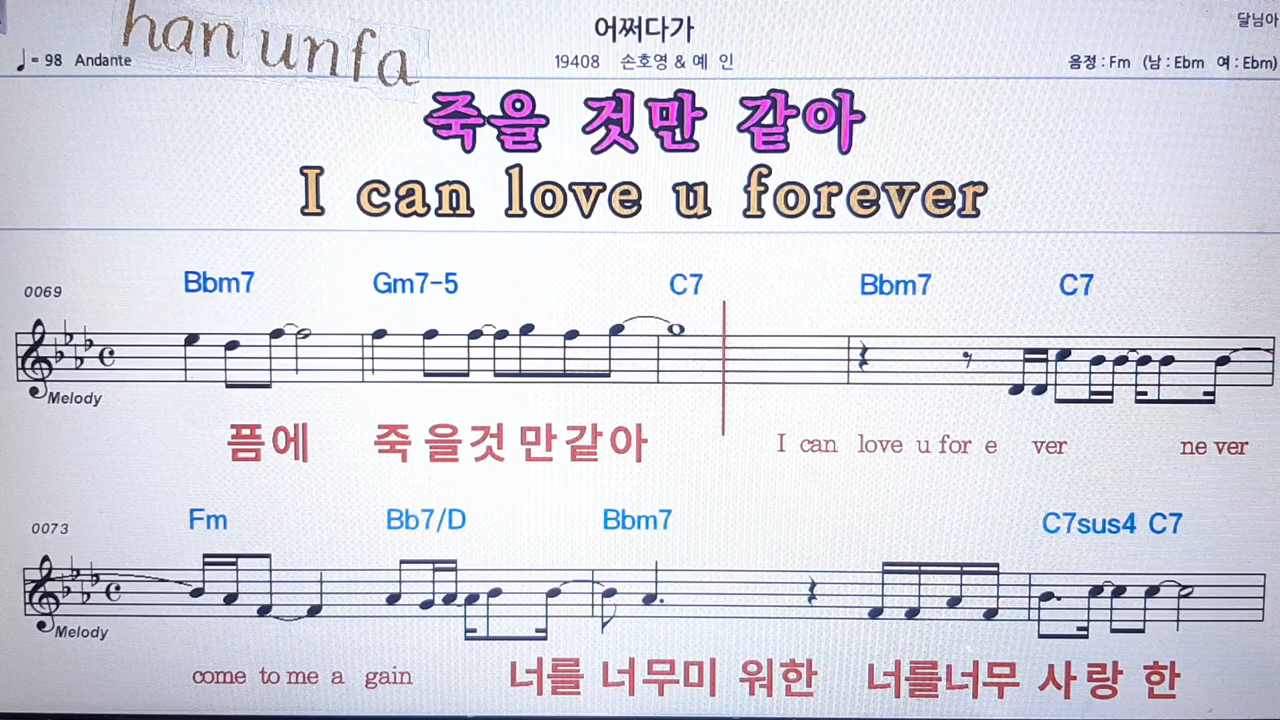 han unfa
어쩌다가
달님아
♩= 98 Andante
19408 손호영 & 예 인
음정 : Fm (남 : Ebm 여 : Ebm)
죽을 것만 같아
I can love u forever
0069
Bbm7 Gm7-5 C7 Bbm7 C7
Melody
픔에 죽 을것 만같아 I can love u for e ver ne ver
0073
Fm Bb7/D Bbm7 C7sus4 C7
Melody
come to me a gain 너를 너무미 워한 너를너무 사 랑 한